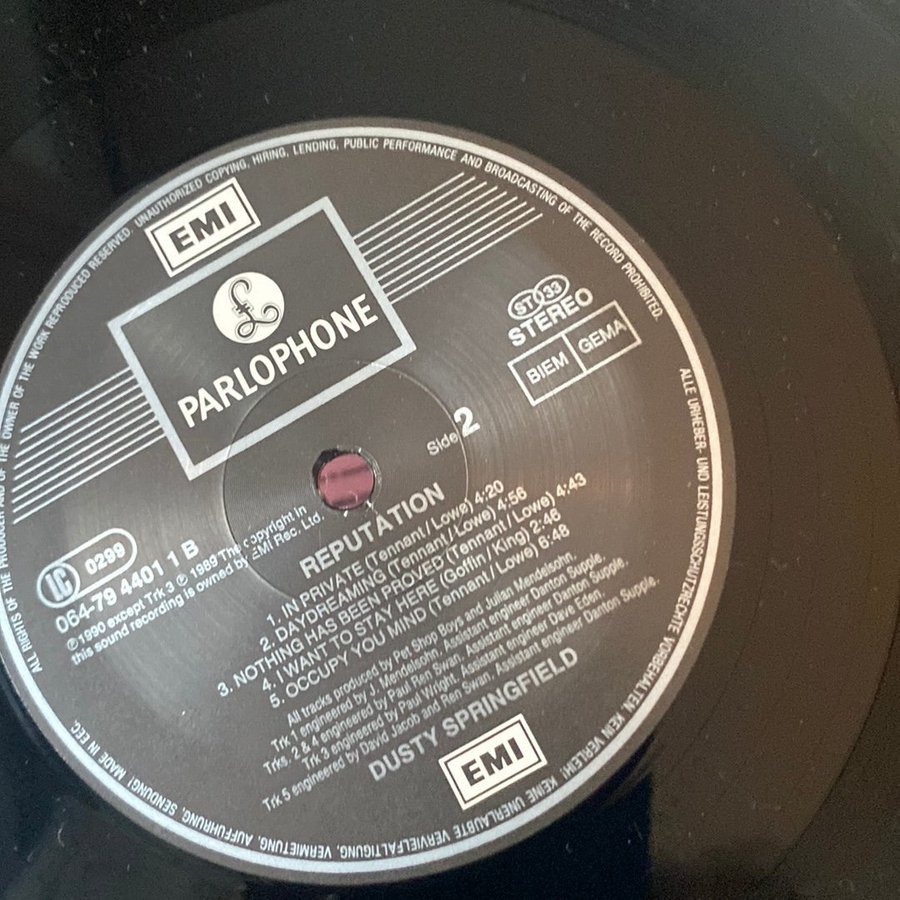 ALL RIGHTS OF THE PRODUCER AND OF THE OWNER OF THE WORK REPRODUCED RESERVED. UNAUTHORIZED COPYING, HIRING, LENDING, PUBLIC PERFORMANCE AND BROADCASTING OF THE RECORD PROHIBITED.
EMI
PARLOPHONE
ST 33
STEREO
BIEM GEMA
Side 2
LC 0299
064-79 4401 1 B
℗ 1990 except Trk 3 ℗ 1989 The copyright in
this sound recording is owned by EMI Rec. Ltd.
REPUTATION
1. IN PRIVATE (Tennant / Lowe) 4:20
2. DAYDREAMING (Tennant / Lowe) 4:56
3. NOTHING HAS BEEN PROVED (Tennant / Lowe) 4:43
4. I WANT TO STAY HERE (Goffin / King) 2:46
5. OCCUPY YOU MIND (Tennant / Lowe) 6:48
All tracks produced by Pet Shop Boys and Julian Mendelsohn.
Trk 1 engineered by J. Mendelsohn. Assistant engineer Danton Supple.
Trks. 2 & 4 engineered by Paul Ren Swan. Assistant engineer Danton Supple.
Trk 3 engineered by Paul Wright. Assistant engineer Dave Eden.
Trk 5 engineered by David Jacob and Ren Swan. Assistant engineer Danton Supple.
DUSTY SPRINGFIELD
EMI
ALLE URHEBER- UND LEISTUNGSSCHUTZRECHTE VORBEHALTEN. KEIN VERLEIH! KEINE UNERLAUBTE VERVIELFÄLTIGUNG, VERMIETUNG, AUFFÜHRUNG, SENDUNG! MADE IN EEC.